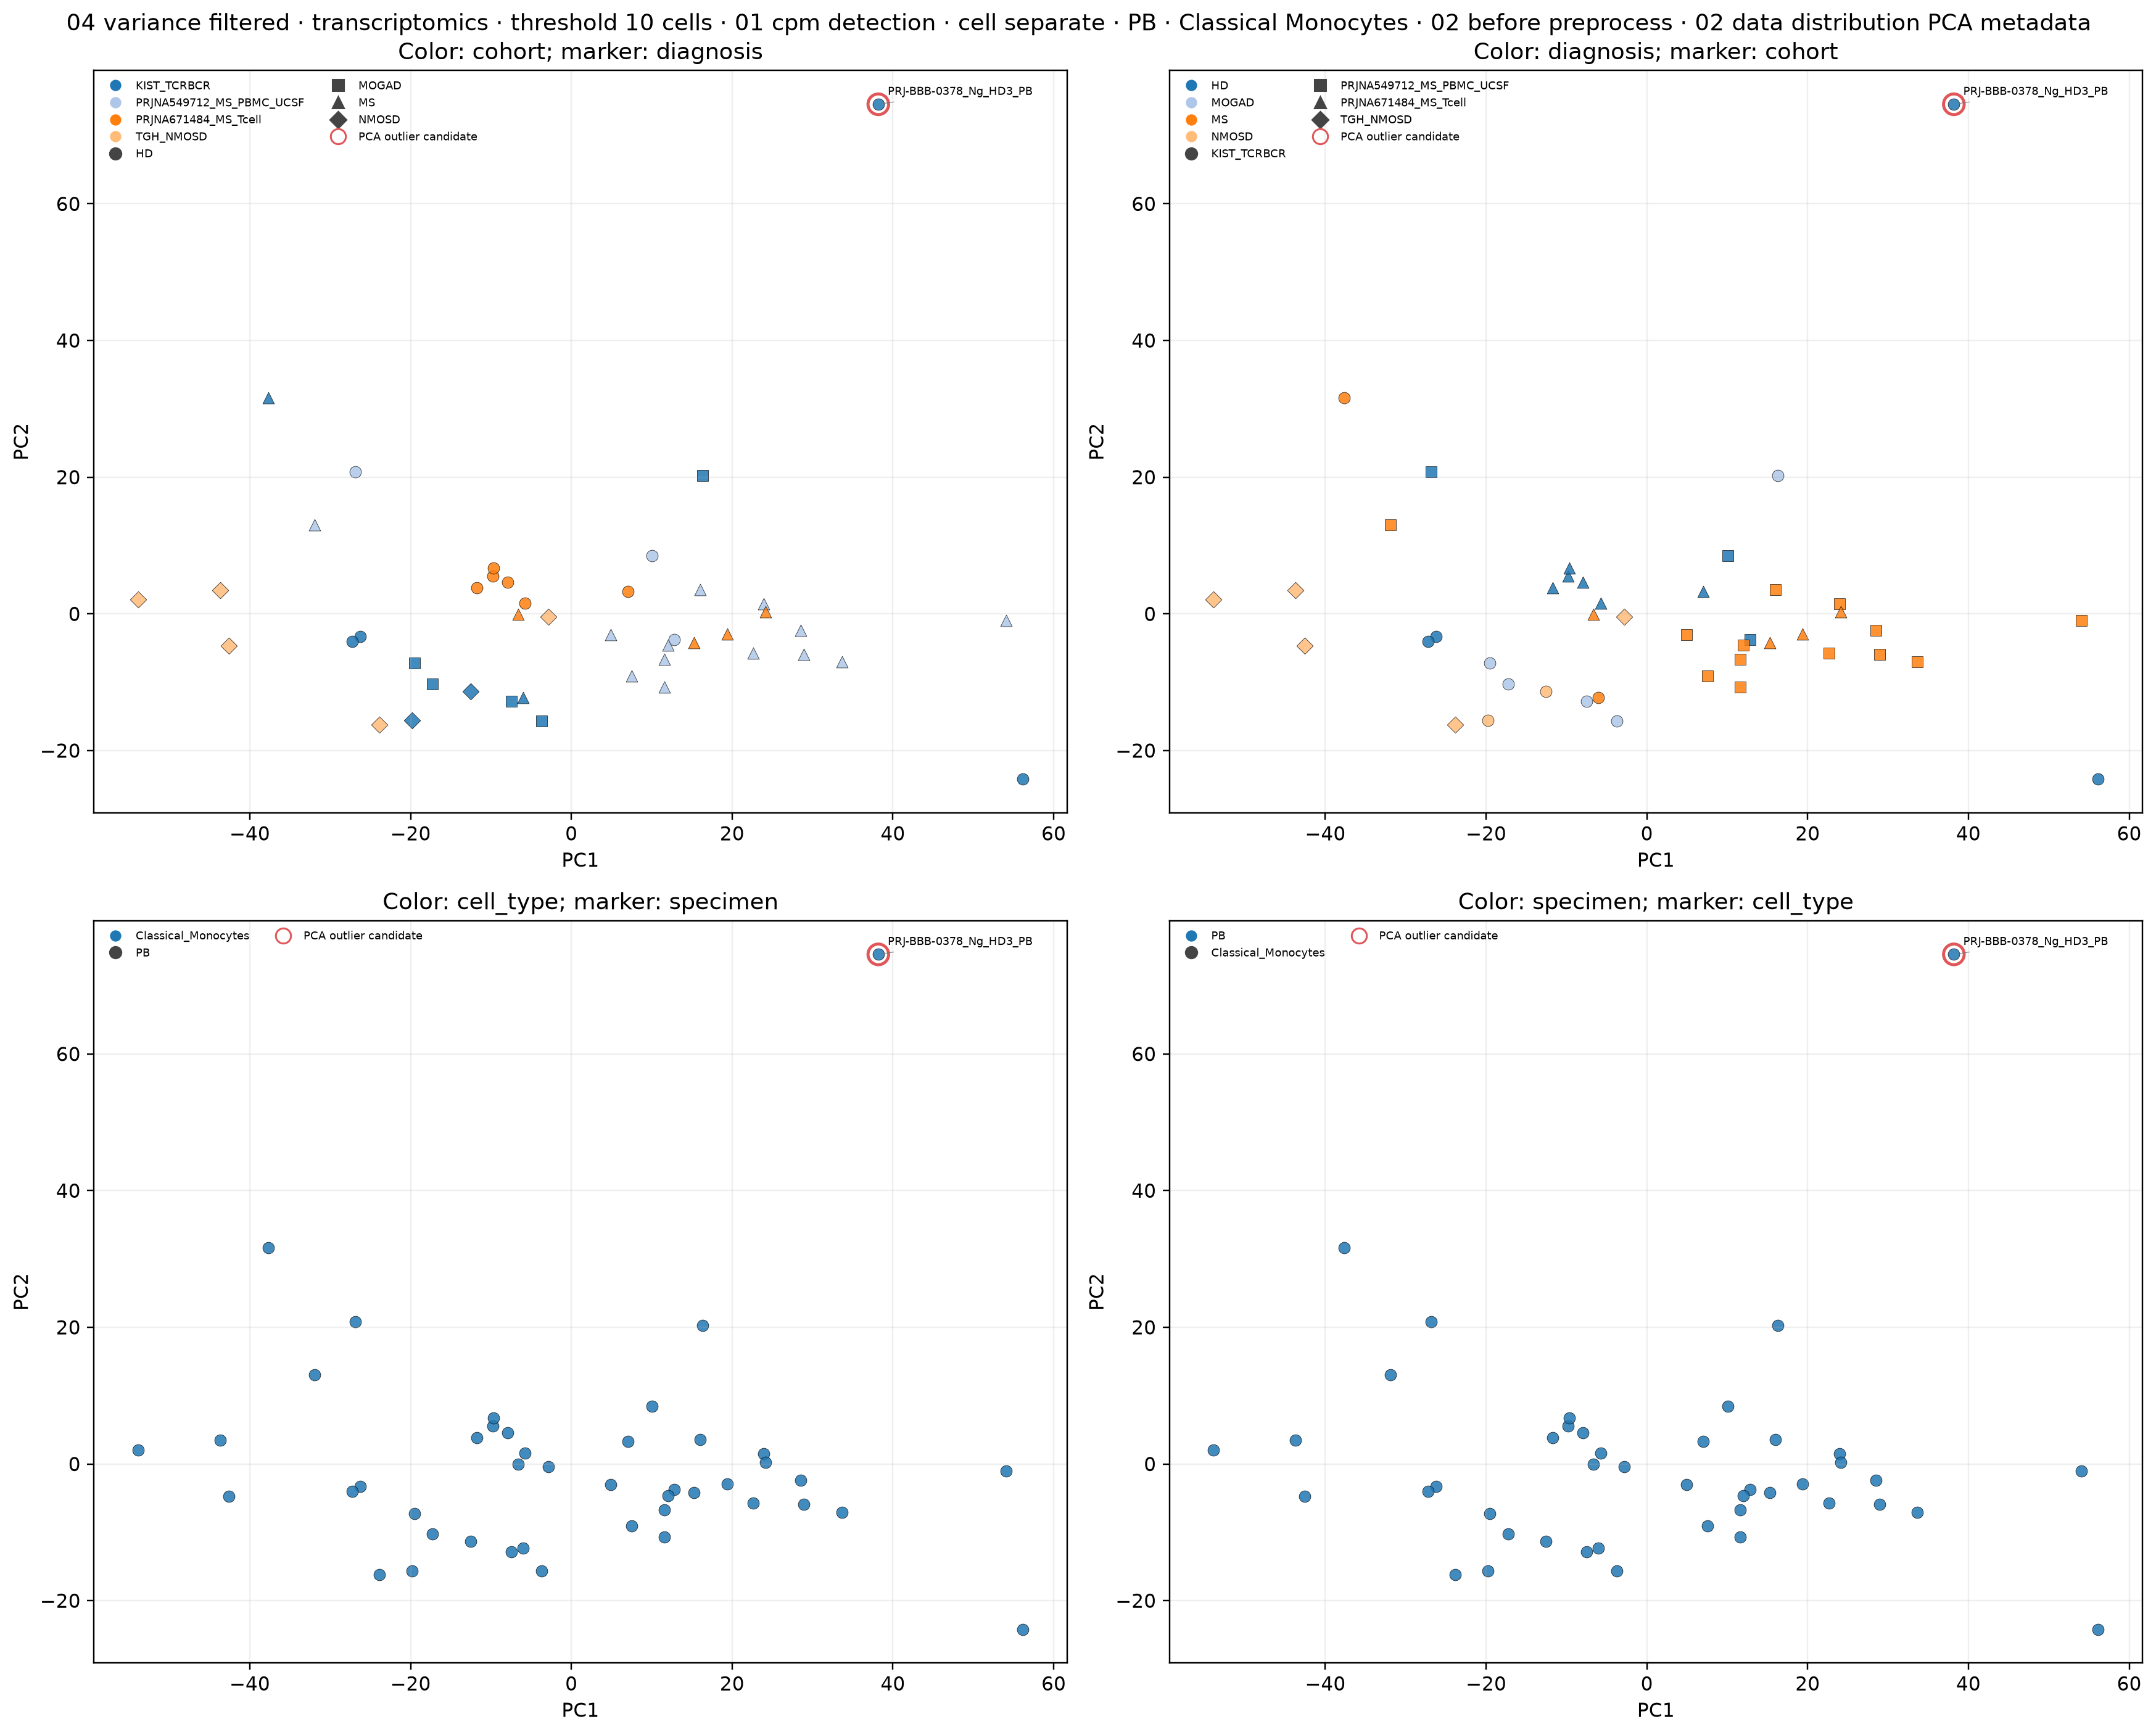 04 variance filtered · transcriptomics · threshold 10 cells · 01 cpm detection · cell separate · PB · Classical Monocytes · 02 before preprocess · 02 data distribution PCA metadata
Color: cohort; marker: diagnosis
KIST_TCRBCR
PRJNA549712_MS_PBMC_UCSF
PRJNA671484_MS_Tcell
TGH_NMOSD
HD
MOGAD
MS
NMOSD
PCA outlier candidate
PRJ-BBB-0378_Ng_HD3_PB
60
40
20
0
−20
PC2
−40
−20
0
20
40
60
PC1
Color: diagnosis; marker: cohort
HD
MOGAD
MS
NMOSD
KIST_TCRBCR
PRJNA549712_MS_PBMC_UCSF
PRJNA671484_MS_Tcell
TGH_NMOSD
PCA outlier candidate
PRJ-BBB-0378_Ng_HD3_PB
60
40
20
0
−20
PC2
−40
−20
0
20
40
60
PC1
Color: cell_type; marker: specimen
Classical_Monocytes
PB
PCA outlier candidate
PRJ-BBB-0378_Ng_HD3_PB
60
40
20
0
−20
PC2
−40
−20
0
20
40
60
PC1
Color: specimen; marker: cell_type
PB
Classical_Monocytes
PCA outlier candidate
PRJ-BBB-0378_Ng_HD3_PB
60
40
20
0
−20
PC2
−40
−20
0
20
40
60
PC1